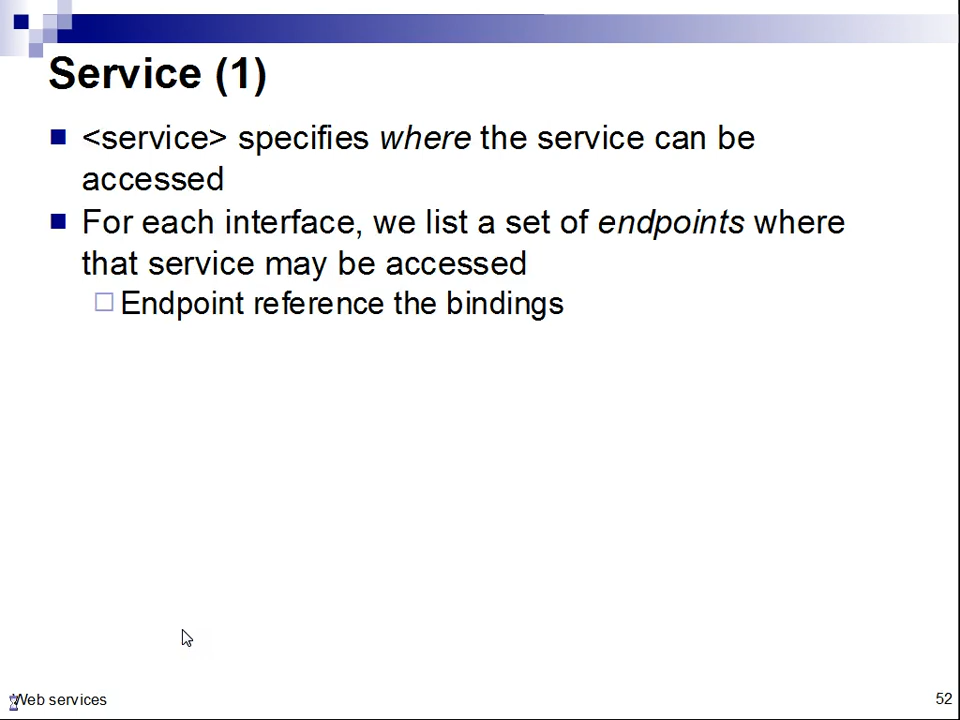 Service (1)
<service> specifies where the service can be
accessed
For each interface, we list a set of endpoints where
that service may be accessed
Endpoint reference the bindings
Web services
52